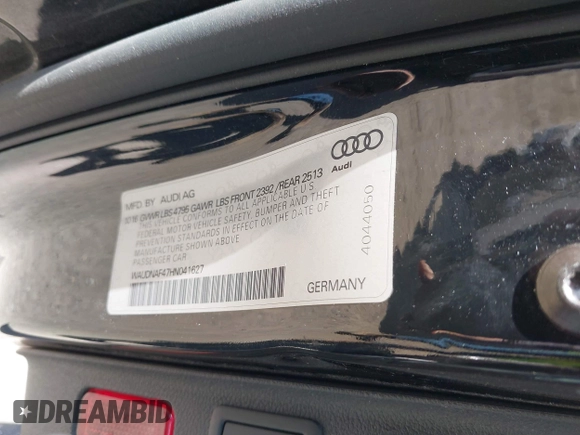 Audi
MFD. BY AUDI AG
10/16 GVWR LBS 4795 GAWR LBS FRONT 2392 / REAR 2513
THIS VEHICLE CONFORMS TO ALL APPLICABLE U S
FEDERAL MOTOR VEHICLE SAFETY, BUMPER AND THEFT
PREVENTION STANDARDS IN EFFECT ON DATE OF
MANUFACTURE SHOWN ABOVE
PASSENGER CAR
WAUDNAF47HN041627
4044050
GERMANY
DREAMBID